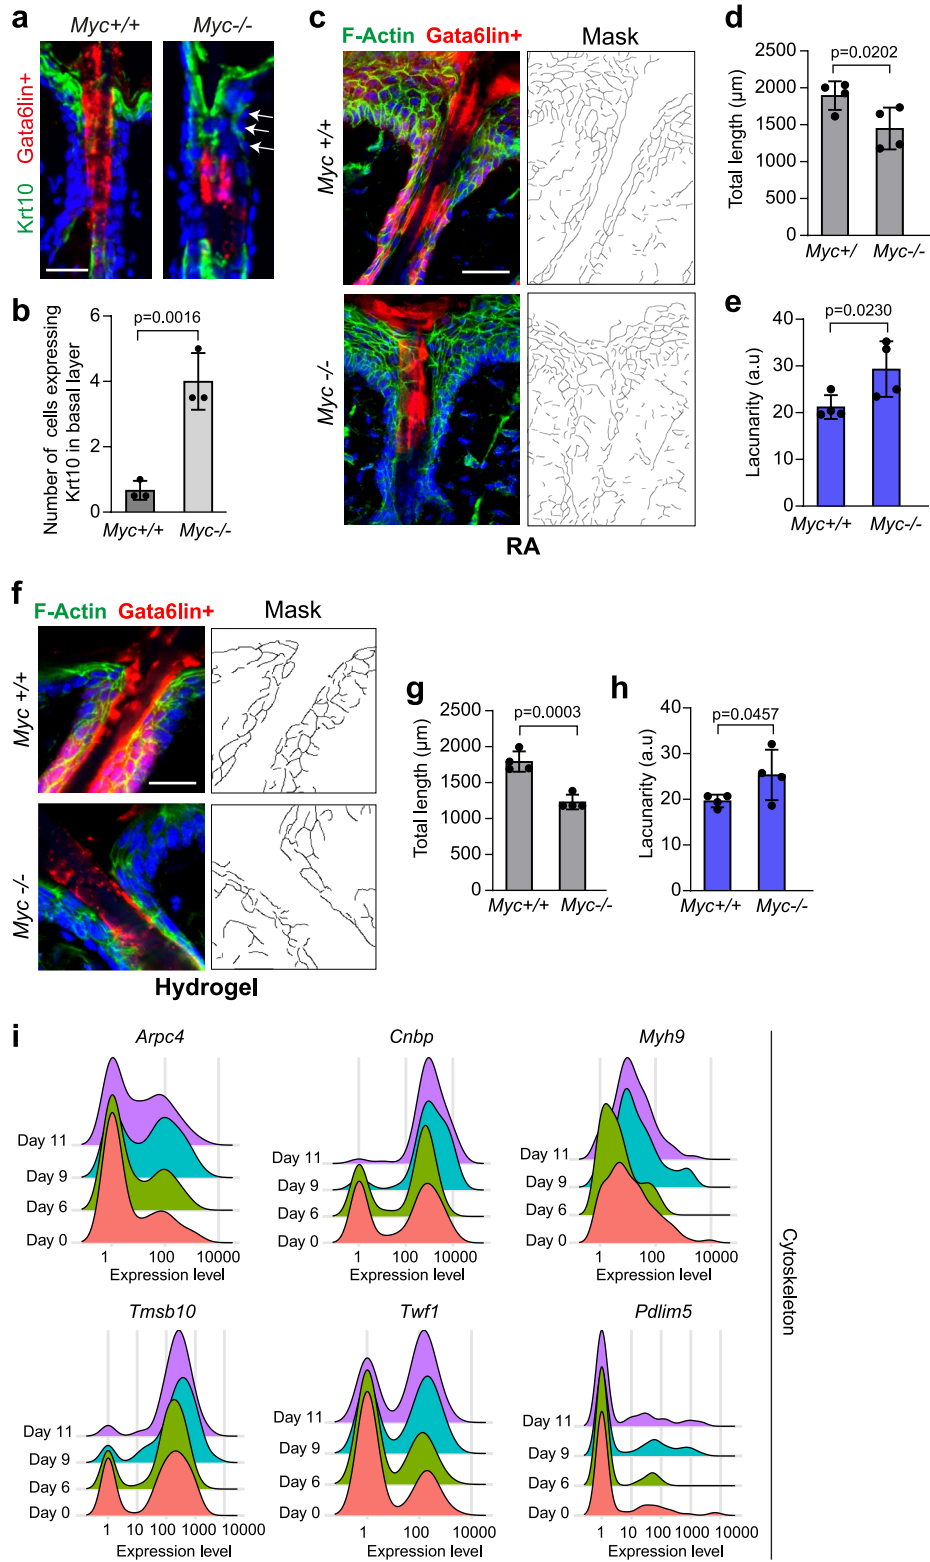 a
Myc+/+ Myc-/-
Krt10 Gata6lin+
b
Number of cells expressing
Krt10 in basal layer
6
4
2
0
p=0.0016
Myc+/+ Myc-/-
c
F-Actin Gata6lin+ Mask
Myc +/+
Myc -/-
RA
d
Total length (µm)
2500
2000
1500
1000
500
0
p=0.0202
Myc+/ Myc-/-
e
Lacunarity (a.u)
40
30
20
10
0
p=0.0230
Myc+/+ Myc-/-
f
F-Actin Gata6lin+ Mask
Myc +/+
Myc -/-
Hydrogel
g
Total length (µm)
2500
2000
1500
1000
500
0
p=0.0003
Myc+/+ Myc-/-
h
Lacunarity (a.u)
40
30
20
10
0
p=0.0457
Myc+/+ Myc-/-
i
Arpc4
Day 11
Day 9
Day 6
Day 0
1 100 10000
Expression level
Cnbp
Day 11
Day 9
Day 6
Day 0
1 100 10000
Expression level
Myh9
Day 11
Day 9
Day 6
Day 0
1 100 10000
Expression level
Tmsb10
Day 11
Day 9
Day 6
Day 0
1 10 100 1000 10000
Expression level
Twf1
Day 11
Day 9
Day 6
Day 0
1 10 100 1000 10000
Expression level
Pdlim5
Day 11
Day 9
Day 6
Day 0
1 10 100 1000 10000
Expression level
Cytoskeleton